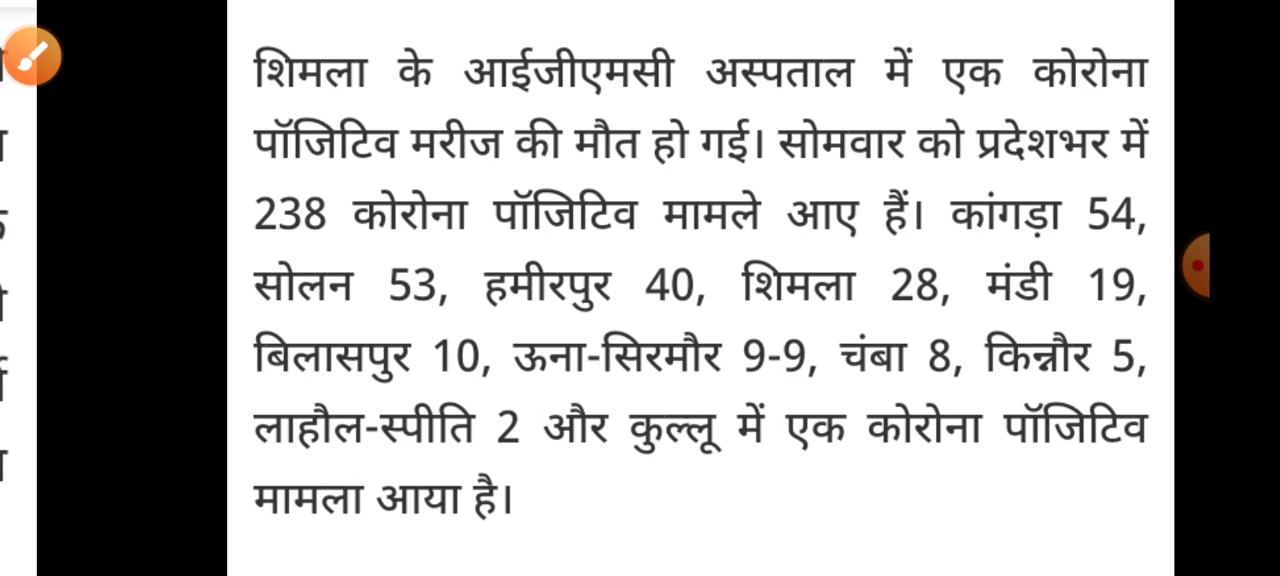 शिमला के आईजीएमसी अस्पताल में एक कोरोना
पॉजिटिव मरीज की मौत हो गई। सोमवार को प्रदेशभर में
238 कोरोना पॉजिटिव मामले आए हैं। कांगड़ा 54,
सोलन 53, हमीरपुर 40, शिमला 28, मंडी 19,
बिलासपुर 10, ऊना-सिरमौर 9-9, चंबा 8, किन्नौर 5,
लाहौल-स्पीति 2 और कुल्लू में एक कोरोना पॉजिटिव
मामला आया है।